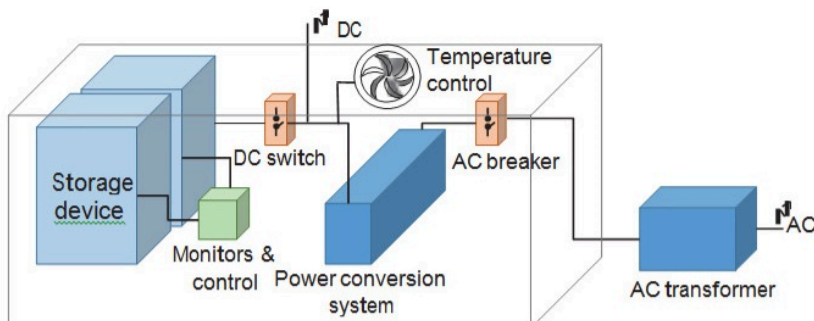 DC
Temperature
control
DC switch
AC breaker
Storage
device
Monitors &
control
Power conversion
system
AC
AC transformer